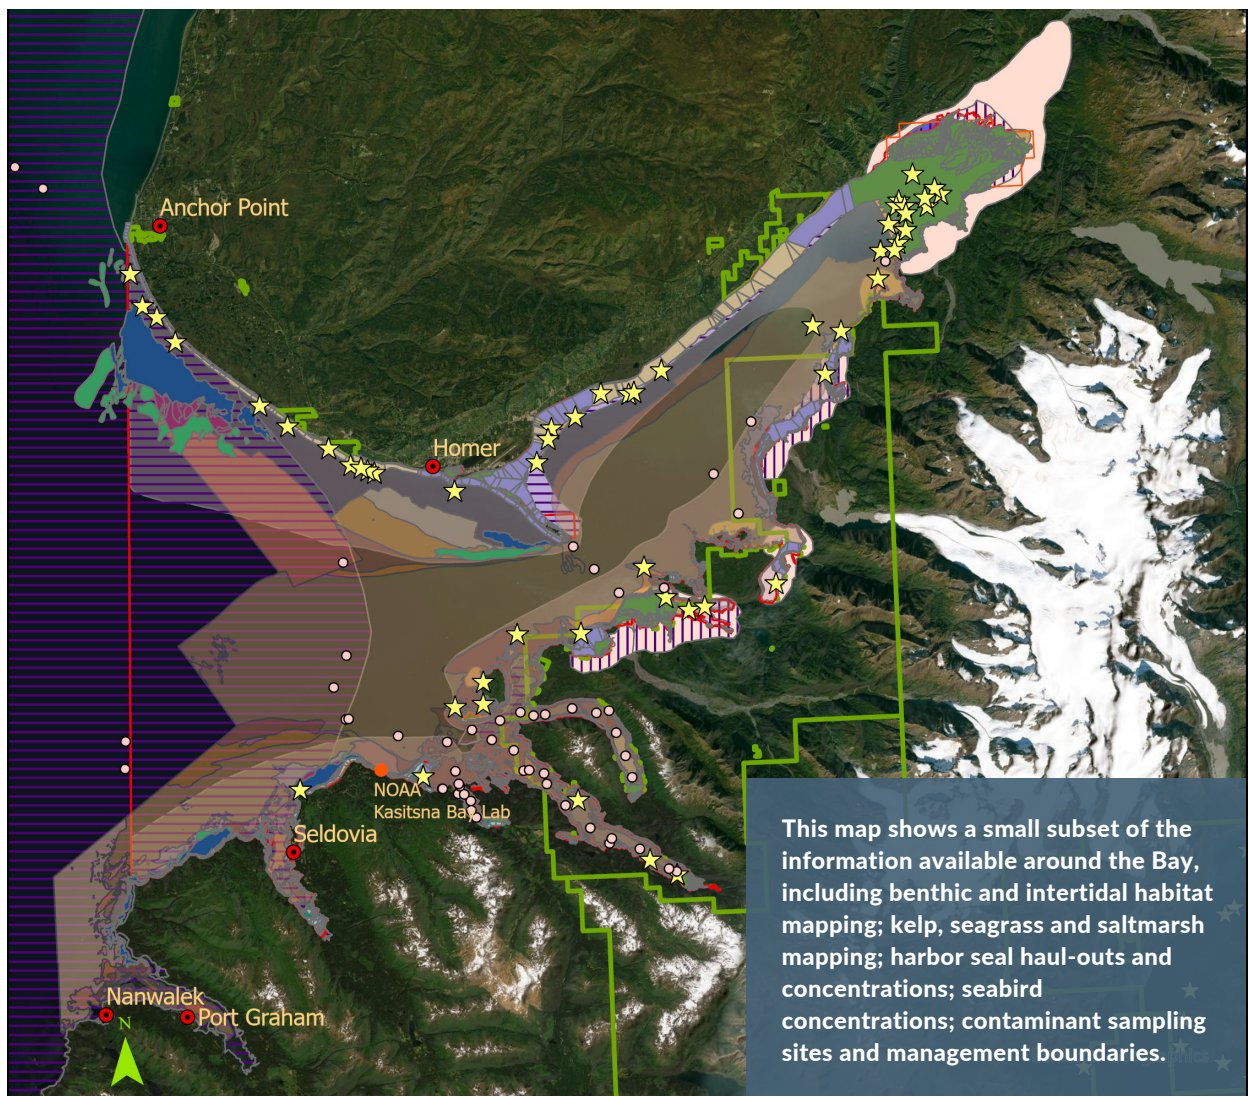 Anchor Point
Homer
NOAA
Kasitsna Bay Lab
Seldovia
Nanwalek
N
Port Graham
This map shows a small subset of the
information available around the Bay,
including benthic and intertidal habitat
mapping; kelp, seagrass and saltmarsh
mapping; harbor seal haul-outs and
concentrations; seabird
concentrations; contaminant sampling
sites and management boundaries.